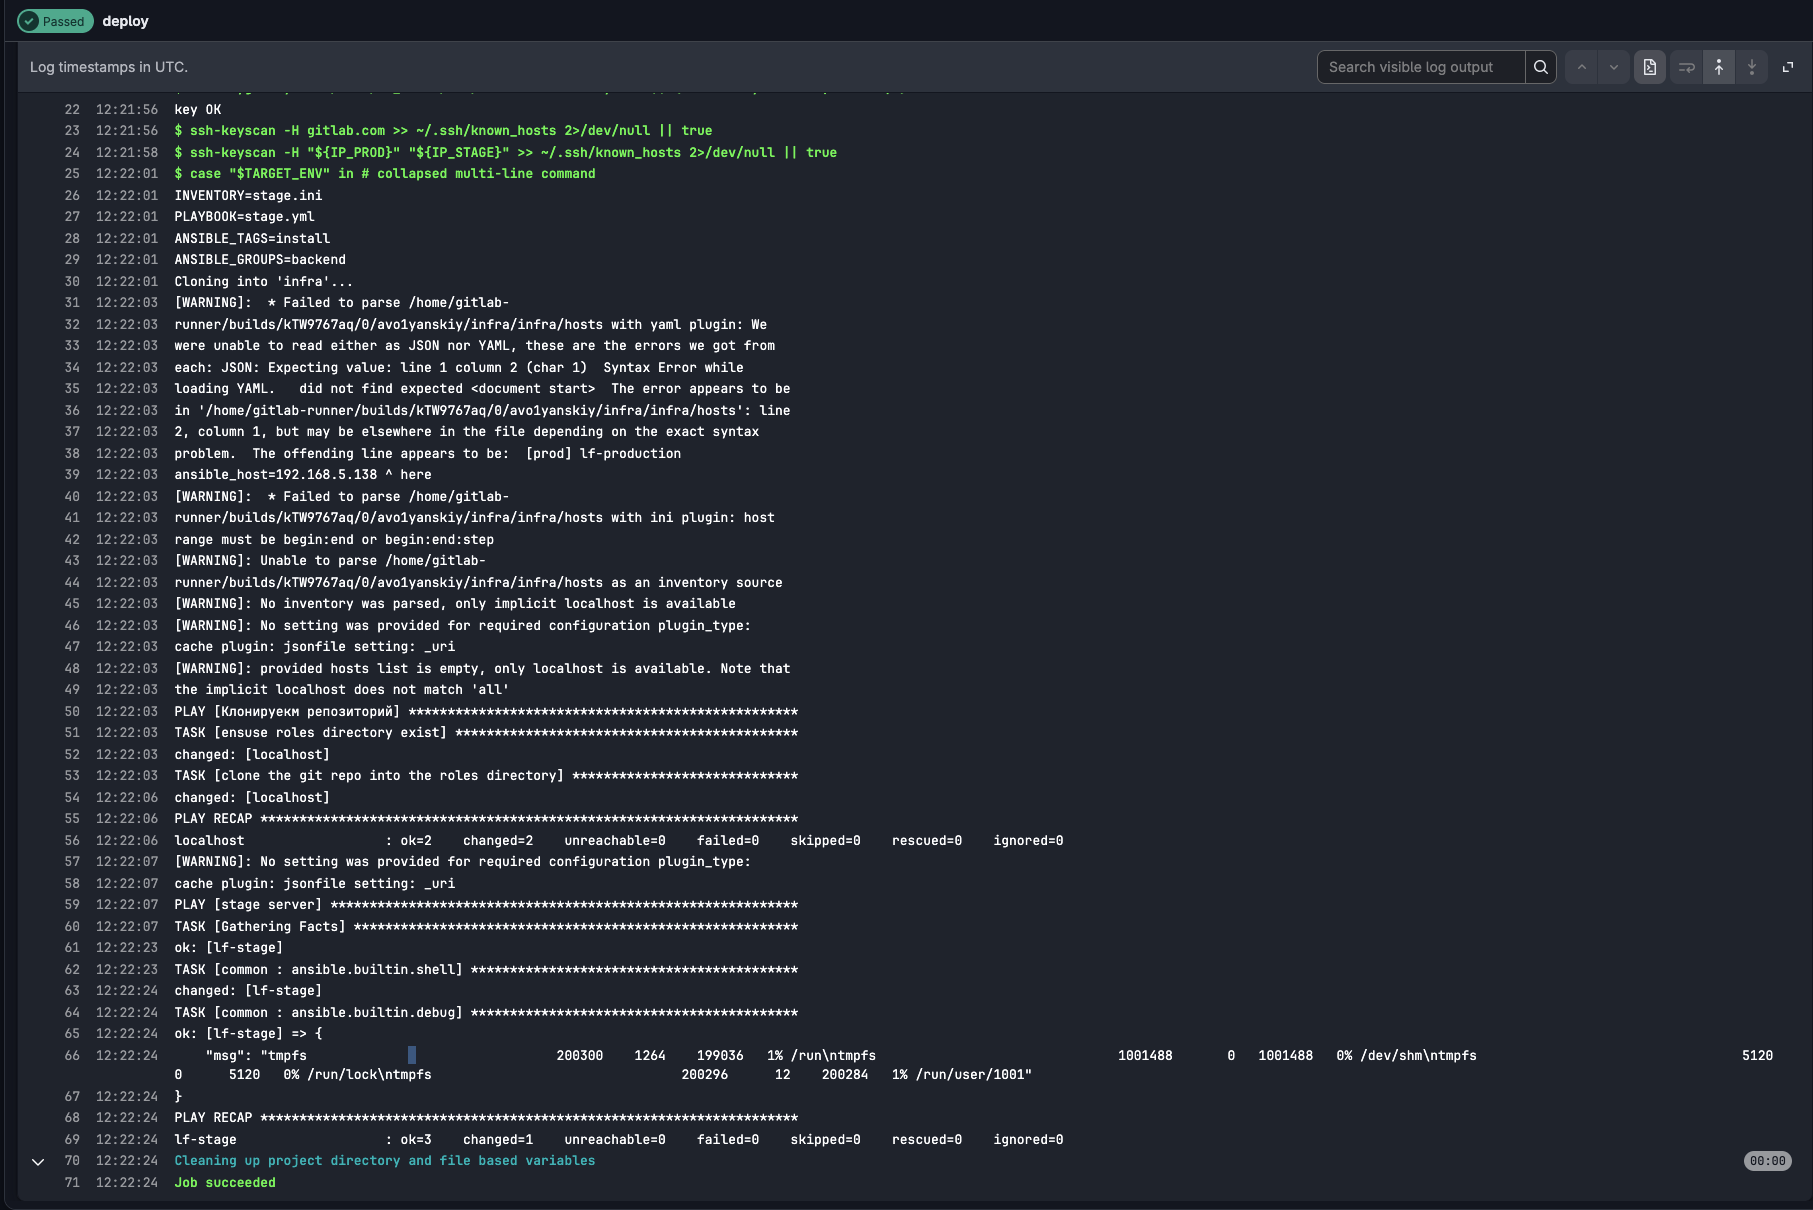 Passed deploy
Log timestamps in UTC.
Search visible log output
22 12:21:56 key OK
23 12:21:56 $ ssh-keyscan -H gitlab.com >> ~/.ssh/known_hosts 2>/dev/null || true
24 12:21:58 $ ssh-keyscan -H "${IP_PROD}" "${IP_STAGE}" >> ~/.ssh/known_hosts 2>/dev/null || true
25 12:22:01 $ case "$TARGET_ENV" in # collapsed multi-line command
26 12:22:01 INVENTORY=stage.ini
27 12:22:01 PLAYBOOK=stage.yml
28 12:22:01 ANSIBLE_TAGS=install
29 12:22:01 ANSIBLE_GROUPS=backend
30 12:22:01 Cloning into 'infra'...
31 12:22:03 [WARNING]:  * Failed to parse /home/gitlab-
32 12:22:03 runner/builds/kTW9767aq/0/avo1yanskiy/infra/infra/hosts with yaml plugin: We
33 12:22:03 were unable to read either as JSON nor YAML, these are the errors we got from
34 12:22:03 each: JSON: Expecting value: line 1 column 2 (char 1)  Syntax Error while
35 12:22:03 loading YAML.   did not find expected <document start>  The error appears to be
36 12:22:03 in '/home/gitlab-runner/builds/kTW9767aq/0/avo1yanskiy/infra/infra/hosts': line
37 12:22:03 2, column 1, but may be elsewhere in the file depending on the exact syntax
38 12:22:03 problem.  The offending line appears to be:  [prod] lf-production
39 12:22:03 ansible_host=192.168.5.138 ^ here
40 12:22:03 [WARNING]:  * Failed to parse /home/gitlab-
41 12:22:03 runner/builds/kTW9767aq/0/avo1yanskiy/infra/infra/hosts with ini plugin: host
42 12:22:03 range must be begin:end or begin:end:step
43 12:22:03 [WARNING]: Unable to parse /home/gitlab-
44 12:22:03 runner/builds/kTW9767aq/0/avo1yanskiy/infra/infra/hosts as an inventory source
45 12:22:03 [WARNING]: No inventory was parsed, only implicit localhost is available
46 12:22:03 [WARNING]: No setting was provided for required configuration plugin_type:
47 12:22:03 cache plugin: jsonfile setting: _uri
48 12:22:03 [WARNING]: provided hosts list is empty, only localhost is available. Note that
49 12:22:03 the implicit localhost does not match 'all'
50 12:22:03 PLAY [Клонируекм репозиторий] **************************************************
51 12:22:03 TASK [ensuse roles directory exist] ********************************************
52 12:22:03 changed: [localhost]
53 12:22:03 TASK [clone the git repo into the roles directory] *****************************
54 12:22:06 changed: [localhost]
55 12:22:06 PLAY RECAP *********************************************************************
56 12:22:06 localhost                  : ok=2    changed=2    unreachable=0    failed=0    skipped=0    rescued=0    ignored=0
57 12:22:07 [WARNING]: No setting was provided for required configuration plugin_type:
58 12:22:07 cache plugin: jsonfile setting: _uri
59 12:22:07 PLAY [stage server] ************************************************************
60 12:22:07 TASK [Gathering Facts] *********************************************************
61 12:22:23 ok: [lf-stage]
62 12:22:23 TASK [common : ansible.builtin.shell] ******************************************
63 12:22:24 changed: [lf-stage]
64 12:22:24 TASK [common : ansible.builtin.debug] ******************************************
65 12:22:24 ok: [lf-stage] => {
66 12:22:24     "msg": "tmpfs                                200300    1264    199036   1% /run\ntmpfs                               1001488       0   1001488   0% /dev/shm\ntmpfs                                  5120
0      5120   0% /run/lock\ntmpfs                                200296      12    200284   1% /run/user/1001"
67 12:22:24 }
68 12:22:24 PLAY RECAP *********************************************************************
69 12:22:24 lf-stage                   : ok=3    changed=1    unreachable=0    failed=0    skipped=0    rescued=0    ignored=0
70 12:22:24 Cleaning up project directory and file based variables 00:00
71 12:22:24 Job succeeded